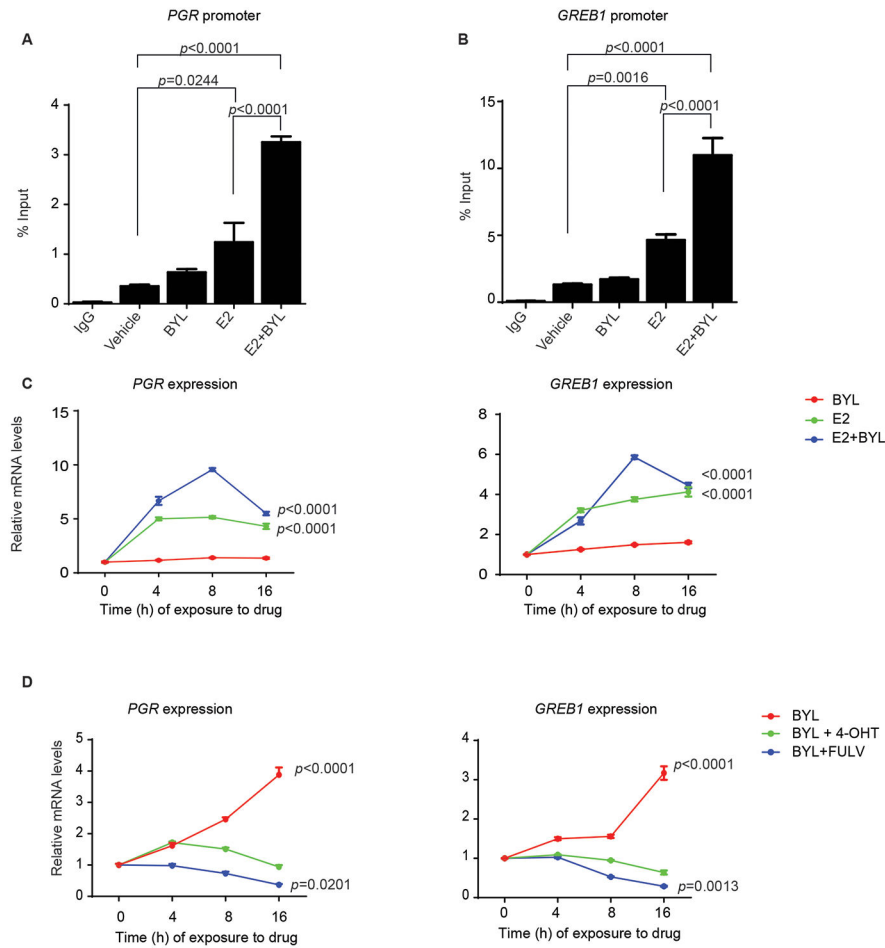 PGR promoter
GREB1 promoter
A
B
p<0.0001
p=0.0244
p<0.0001
4
3
2
1
0
% Input
IgG
Vehicle
BYL
E2
E2+BYL
p<0.0001
p=0.0016
p<0.0001
15
10
5
0
% Input
IgG
Vehicle
BYL
E2
E2+BYL
C
PGR expression
15
10
5
0
Relative mRNA levels
p<0.0001
p<0.0001
0 4 8 16
Time (h) of exposure to drug
GREB1 expression
8
6
4
2
0
<0.0001
<0.0001
0 4 8 16
Time (h) of exposure to drug
BYL
E2
E2+BYL
D
PGR expression
5
4
3
2
1
0
Relative mRNA levels
p<0.0001
p=0.0201
0 4 8 16
Time (h) of exposure to drug
GREB1 expression
4
3
2
1
0
p<0.0001
p=0.0013
0 4 8 16
Time (h) of exposure to drug
BYL
BYL + 4-OHT
BYL+FULV